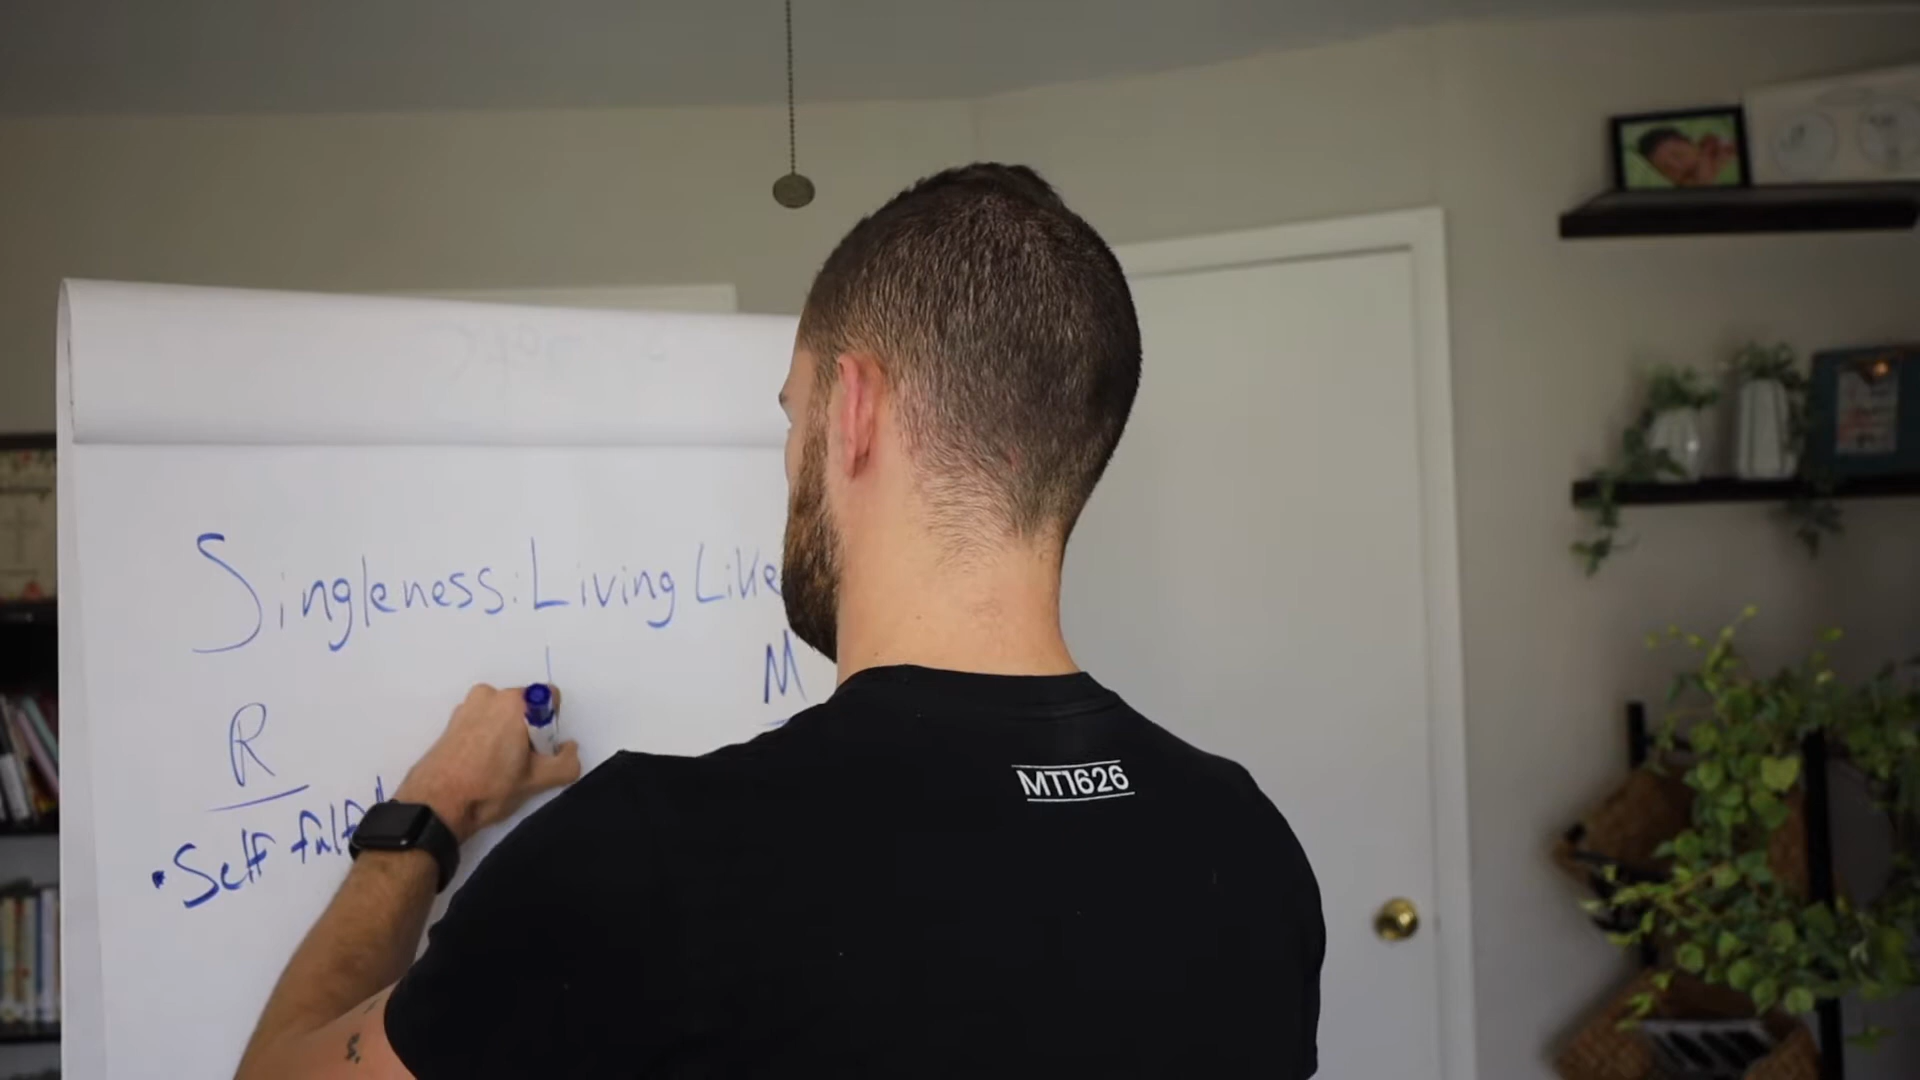 Singleness: Living Like
M
R
• Self
MT1626